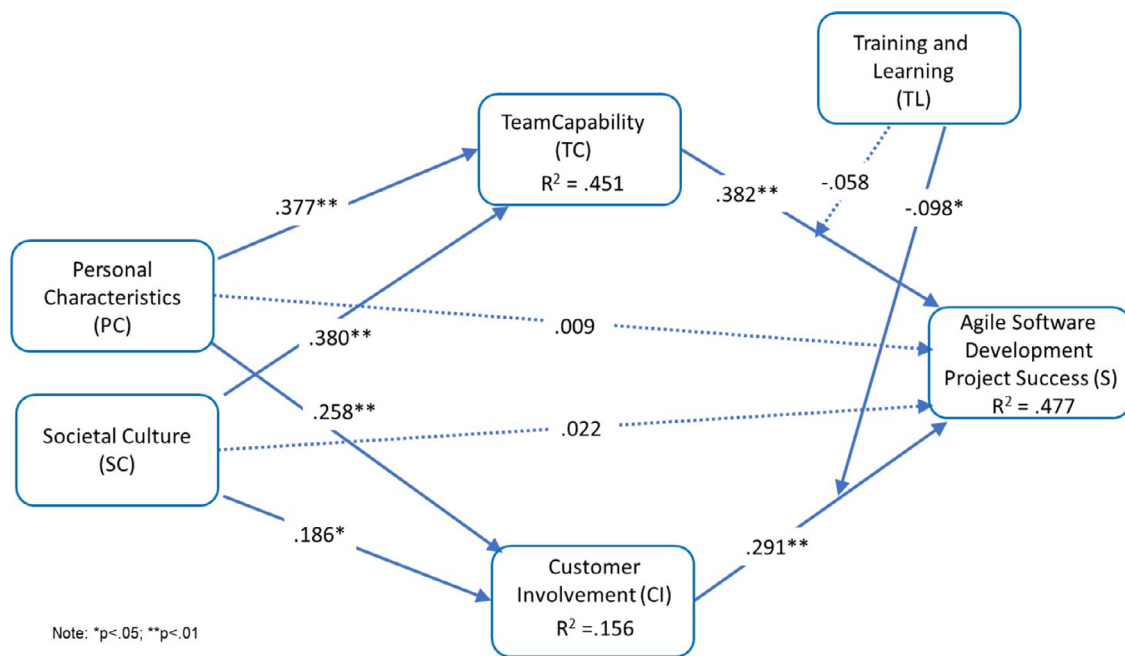 Training and
Learning
(TL)
TeamCapability
(TC)
R² = .451
-.058
.382**
-.098*
.377**
Personal
Characteristics
(PC)
.009
.380**
Agile Software
Development
Project Success (S)
R² = .477
.258**
Societal Culture
(SC)
.022
.186*
.291**
Customer
Involvement (CI)
R² =.156
Note: *p<.05; **p<.01